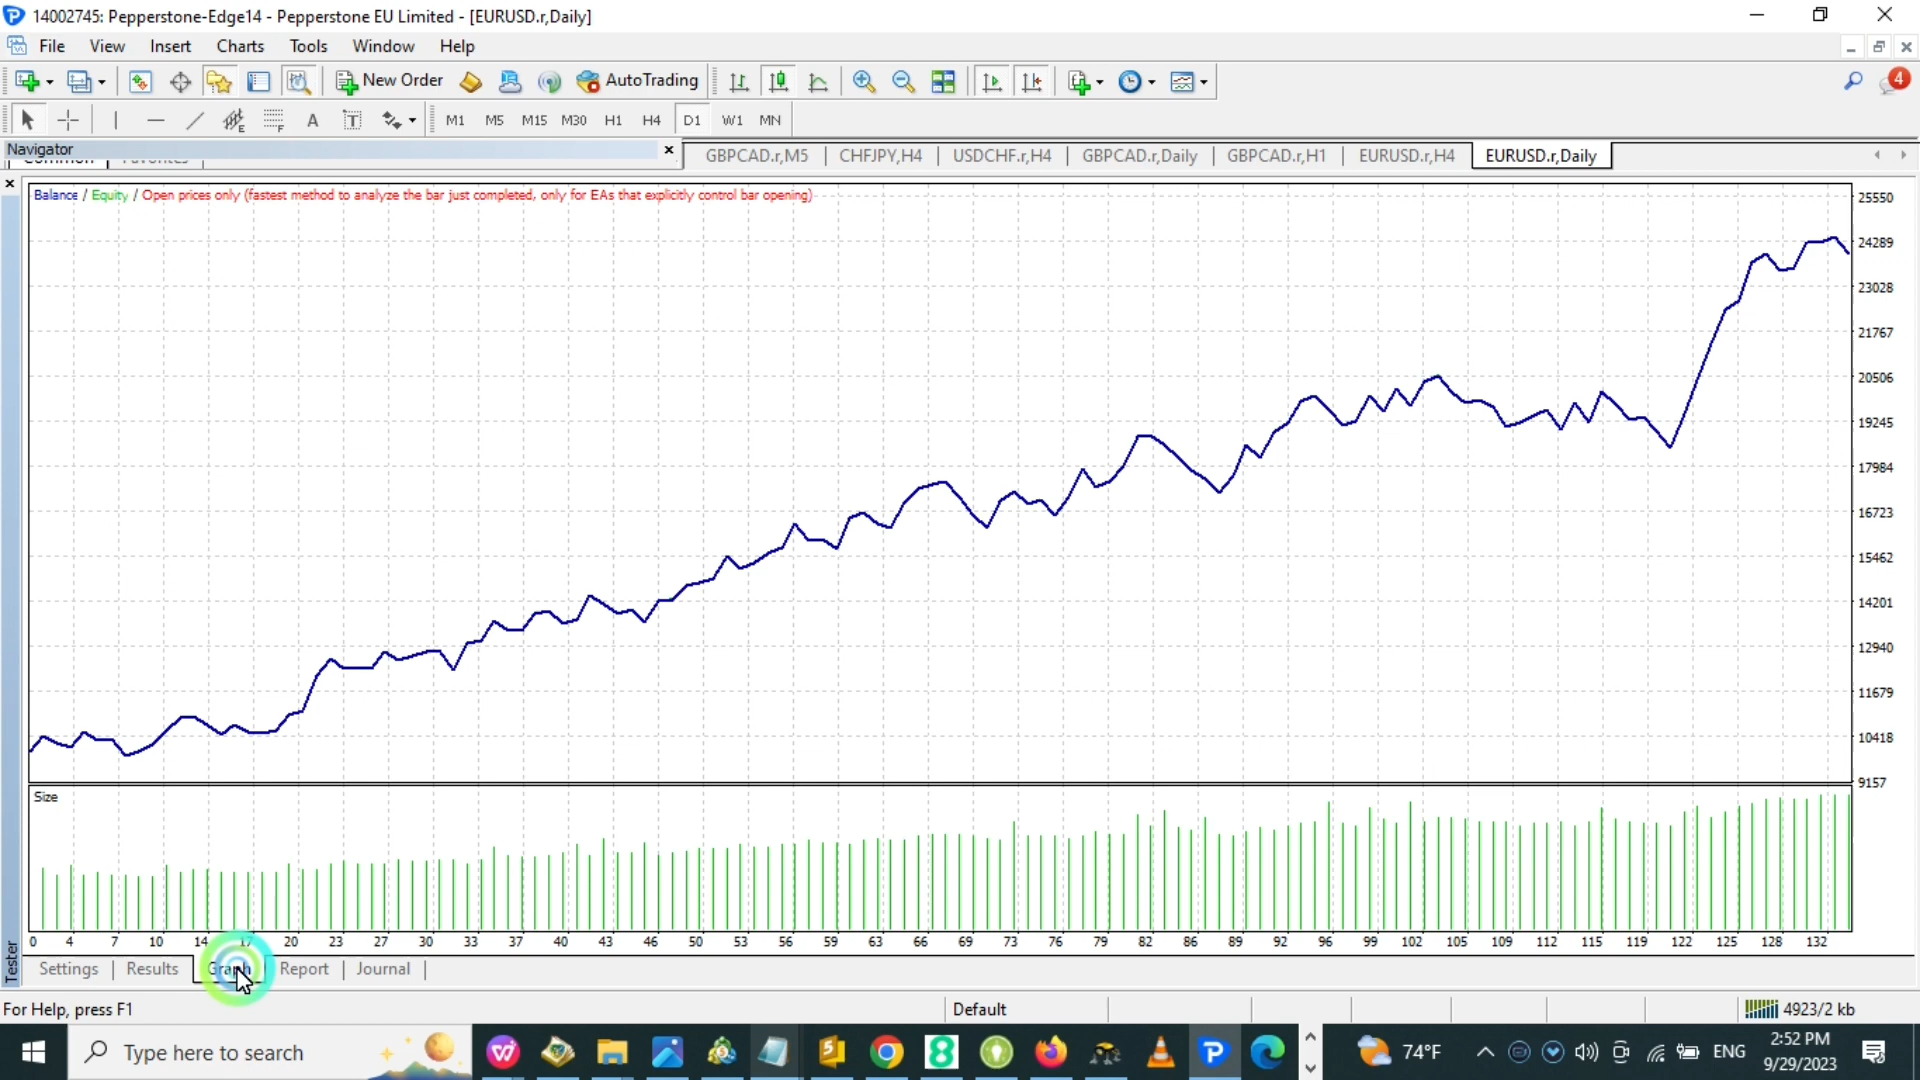 14002745: Pepperstone-Edge14 - Pepperstone EU Limited - [EURUSD.r,Daily]
File View Insert Charts Tools Window Help
New Order AutoTrading 4
E F A T M1 M5 M15 M30 H1 H4 D1 W1 MN
Navigator
Common Favorites
GBPCAD.r,M5 CHFJPY,H4 USDCHF.r,H4 GBPCAD.r,Daily GBPCAD.r,H1 EURUSD.r,H4 EURUSD.r,Daily
Balance / Equity / Open prices only (fastest method to analyze the bar just completed, only for EAs that explicitly control bar opening)
25550
24289
23028
21767
20506
19245
17984
16723
15462
14201
12940
11679
10418
9157
Size
0 4 7 10 14 17 20 23 27 30 33 37 40 43 46 50 53 56 59 63 66 69 73 76 79 82 86 89 92 96 99 102 105 109 112 115 119 122 125 128 132
Tester
Settings Results Graph Report Journal
For Help, press F1 Default 4923/2 kb
Type here to search 74°F ENG 2:52 PM
9/29/2023